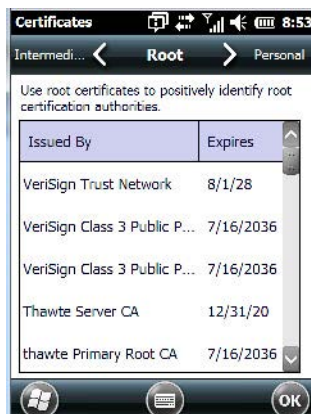 Certificates 8:53
Intermedi... Root Personal
Use root certificates to positively identify root
certification authorities.
Issued By Expires
VeriSign Trust Network 8/1/28
VeriSign Class 3 Public P... 7/16/2036
VeriSign Class 3 Public P... 7/16/2036
Thawte Server CA 12/31/20
thawte Primary Root CA 7/16/2036
OK